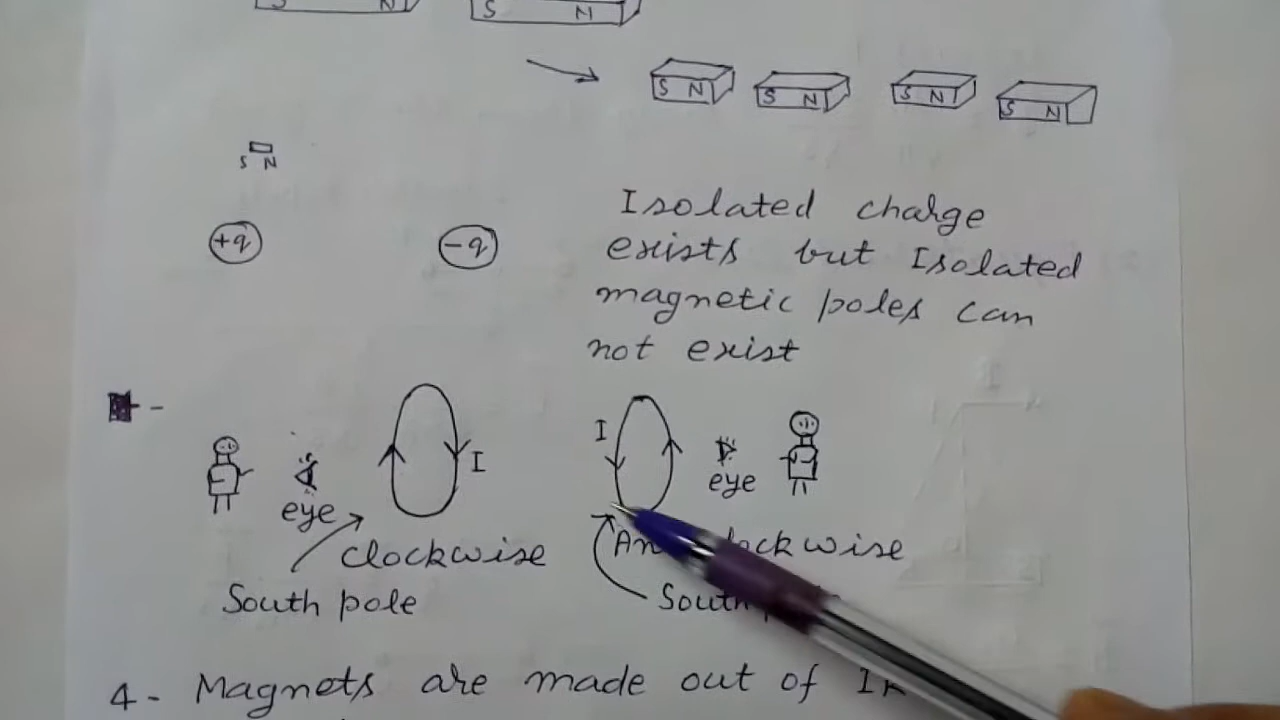 S N S N
S N S N S N S N
S N
+q -q
Isolated charge
exists but Isolated
magnetic poles can
not exist
I I
eye eye
clockwise
South pole
4- Magnets are made out of